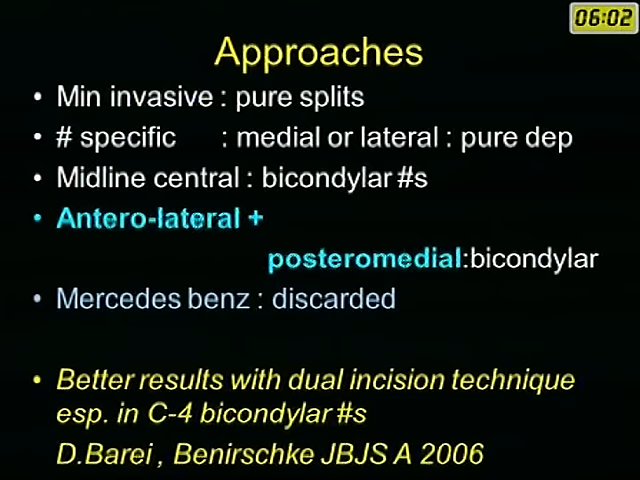 06:02
Approaches
• Min invasive : pure splits
• # specific : medial or lateral : pure dep
• Midline central : bicondylar #s
• Antero-lateral +
posteromedial:bicondylar
• Mercedes benz : discarded
• Better results with dual incision technique
esp. in C-4 bicondylar #s
D.Barei , Benirschke JBJS A 2006